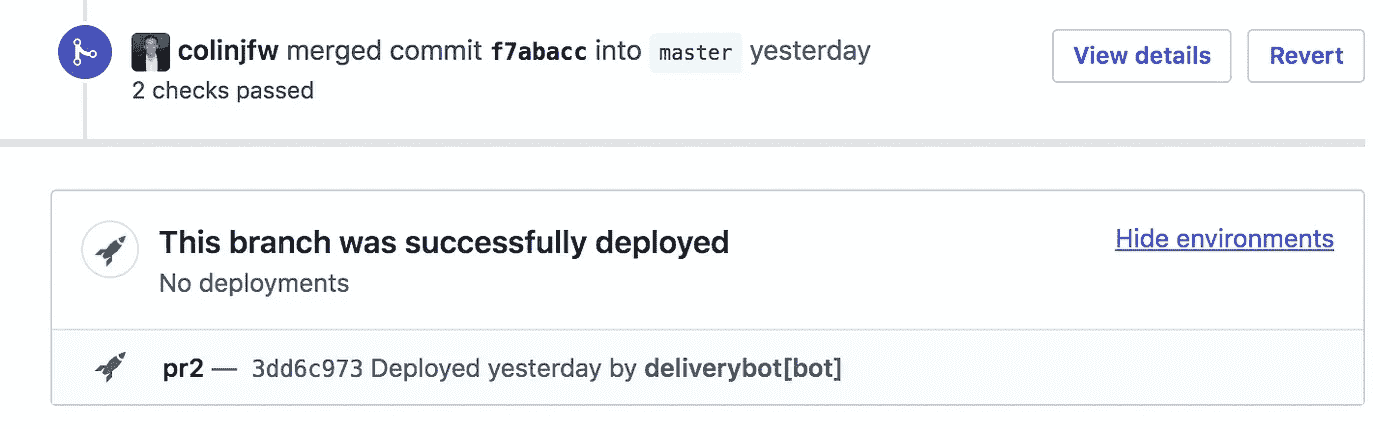 colinjfw merged commit f7abacc into master yesterday View details Revert
2 checks passed
This branch was successfully deployed Hide environments
No deployments
pr2 — 3dd6c973 Deployed yesterday by deliverybot[bot]